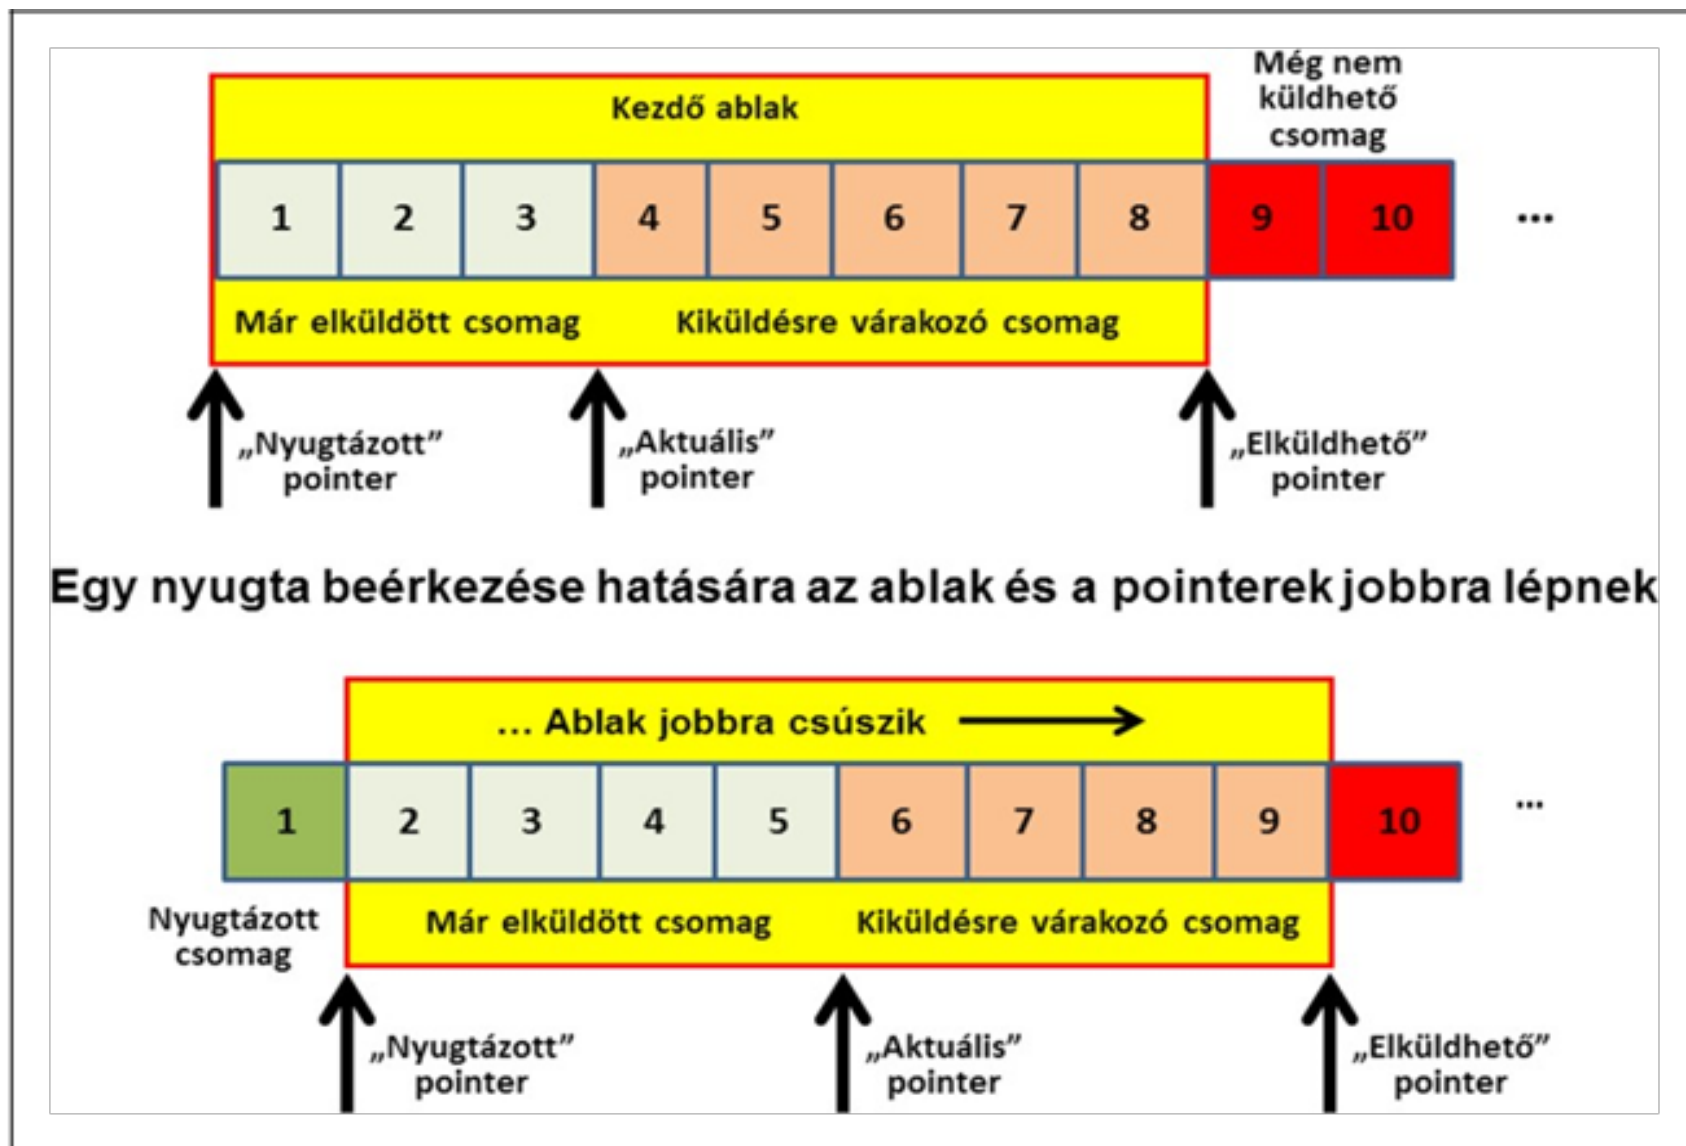 Még nem
küldhető
csomag
Kezdő ablak
1 2 3 4 5 6 7 8 9 10 ...
Már elküldött csomag Kiküldésre várakozó csomag
„Nyugtázott”
pointer
„Aktuális”
pointer
„Elküldhető”
pointer
Egy nyugta beérkezése hatására az ablak és a pointerek jobbra lépnek
... Ablak jobbra csúszik
1 2 3 4 5 6 7 8 9 10 ...
Nyugtázott
csomag
Már elküldött csomag Kiküldésre várakozó csomag
„Nyugtázott”
pointer
„Aktuális”
pointer
„Elküldhető”
pointer